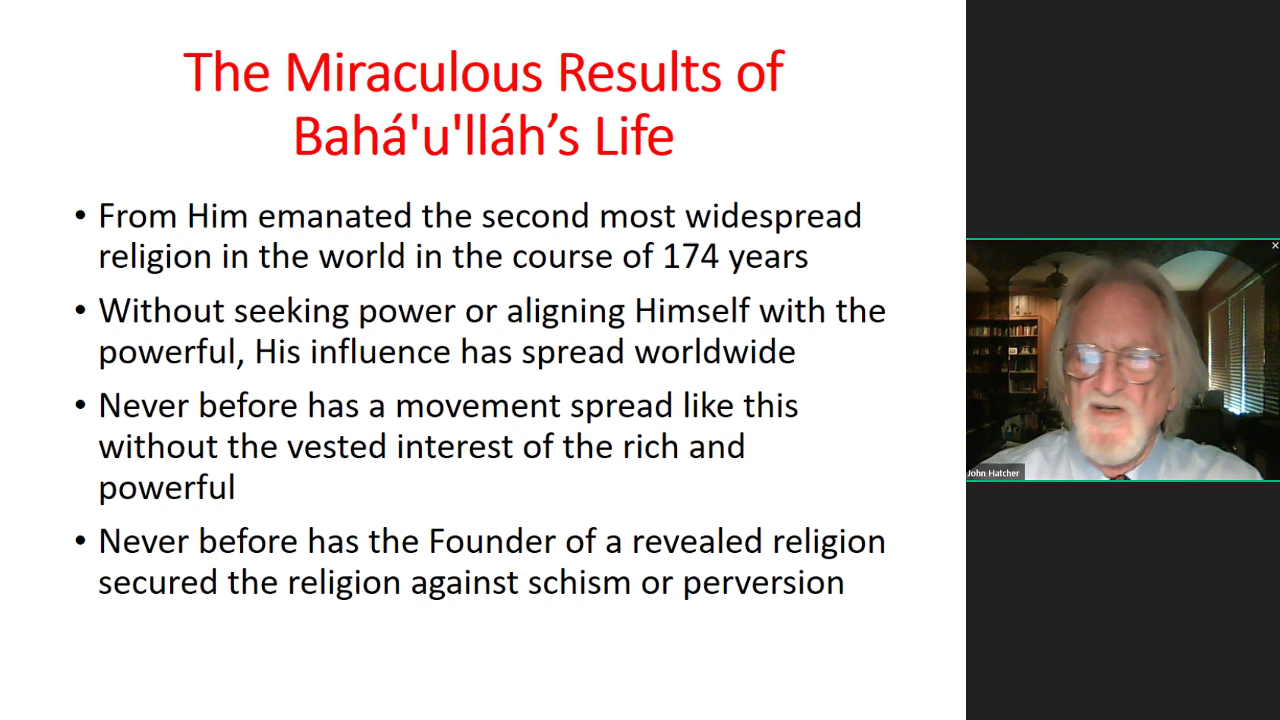 The Miraculous Results of
Bahá'u'lláh’s Life
• From Him emanated the second most widespread
religion in the world in the course of 174 years
• Without seeking power or aligning Himself with the
powerful, His influence has spread worldwide
• Never before has a movement spread like this
without the vested interest of the rich and
powerful
• Never before has the Founder of a revealed religion
secured the religion against schism or perversion
John Hatcher